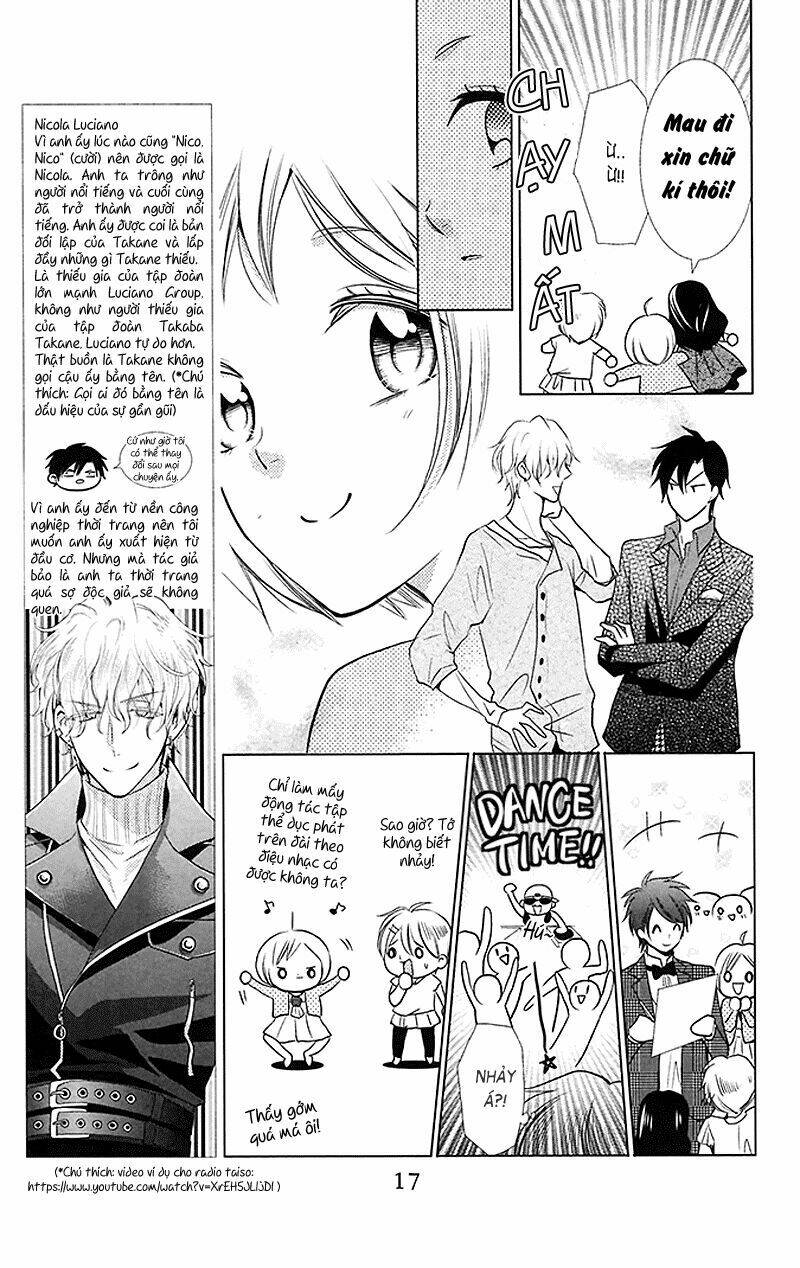 Mau đi
xin chữ
kí thôi!
Ừ..
ừ!!
CHẠY MẤT
Nicola Luciano
Vì anh ấy lúc nào cũng "Nico,
Nico" (cười) nên được gọi là
Nicola. Anh ta trông như
người nổi tiếng và cuối cùng
đã trở thành người nổi
tiếng. Anh ấy được coi là bản
đối lập của Takane và lấp
đầy những gì Takane thiếu.
Là thiếu gia của tập đoàn
lớn mạnh Luciano Group,
không như người thiếu gia
của tập đoàn Takaba
Takane, Luciano tự do hơn.
Thật buồn là Takane không
gọi cậu ấy bằng tên. (*Chú
thích: Gọi ai đó bằng tên là
dấu hiệu của sự gần gũi)
Cứ như giờ tôi
có thể thay
đổi sau mọi
chuyện ấy..
Vì anh ấy đến từ nền công
nghiệp thời trang nên tôi
muốn anh ấy xuất hiện từ
đầu cơ. Nhưng mà tác giả
bảo là anh ta thời trang
quá sợ độc giả sẽ không
quen.
DANCE
TIME!!
Hú~
NHẢY
Á?!
Sao giờ? Tớ
không biết
nhảy!
Chỉ làm mấy
động tác tập
thể dục phát
trên đài theo
điệu nhạc có
được không ta?
Thấy gớm
quá má ôi!
(*Chú thích: video ví dụ cho radio taiso:
17